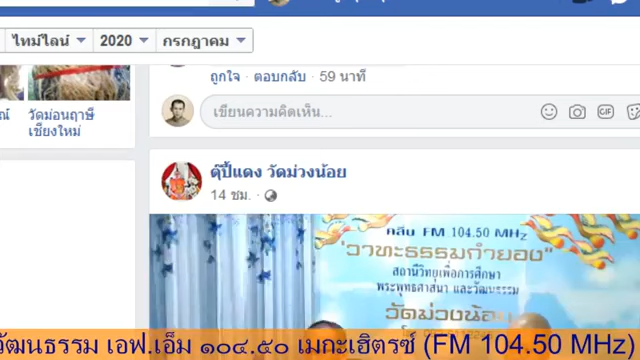 ไทม์ไลน์ 2020 กรกฎาคม
ถูกใจ · ตอบกลับ · 59 นาที
วัดม่อนฤาษี
เชียงใหม่
เขียนความคิดเห็น...
GIF
ตุ๊ปี้แดง วัดม่วงน้อย
14 ชม. ·
คลื่น FM 104.50 MHz
"วาทะธรรมก๋ายอง"
สถานีวิทยุเพื่อการศึกษา
พระพุทธศาสนา และวัฒนธรรม
วัดม่วงน้อย
วัฒนธรรม เอฟ.เอ็ม ๑๐๔.๕๐ เมกะเฮิตรซ์ (FM 104.50 MHz)